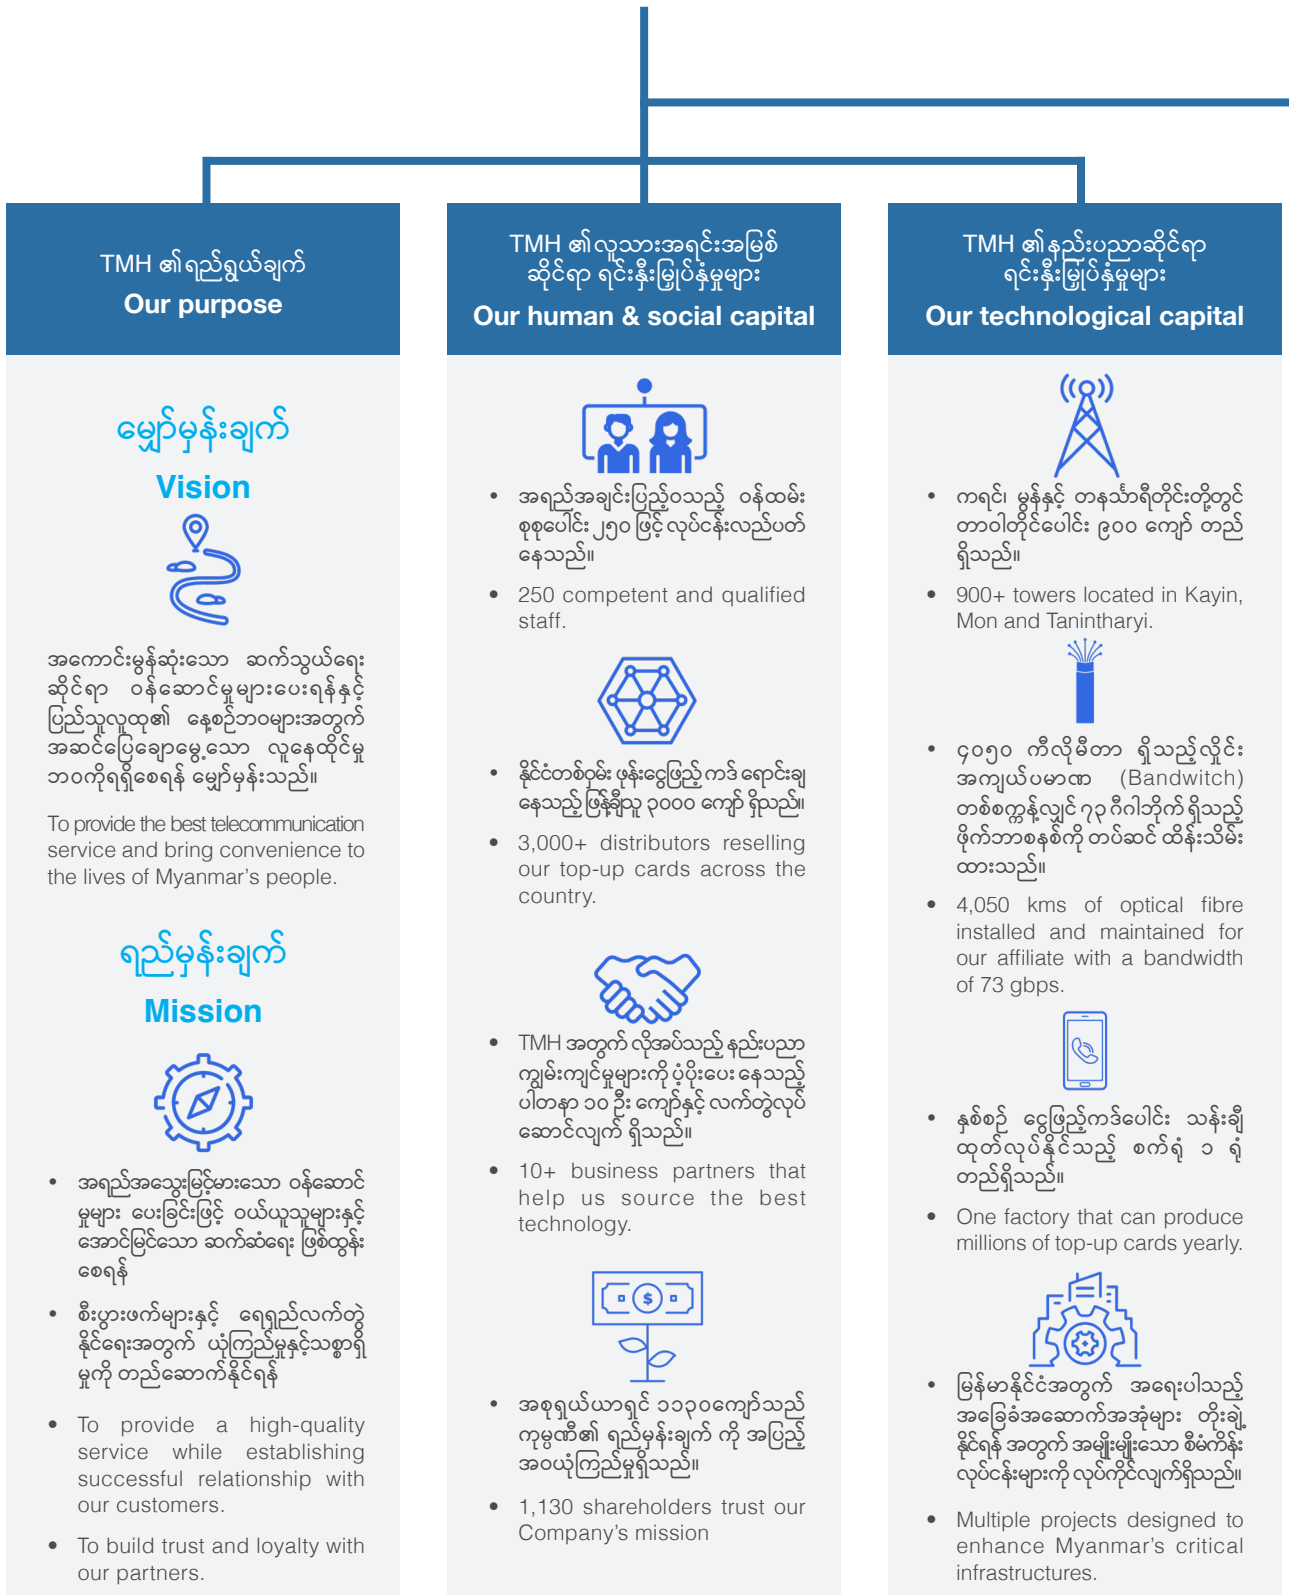 TMH ၏ရည်ရွယ်ချက်
Our purpose
မျှော်မှန်းချက်
Vision
အကောင်းမွန်ဆုံးသော ဆက်သွယ်ရေး
ဆိုင်ရာ ဝန်ဆောင်မှုများပေးရန်နှင့်
ပြည်သူလူထု၏ နေ့စဉ်ဘဝများအတွက်
အဆင်ပြေချောမွေ့သော လူနေထိုင်မှု
ဘဝကိုရရှိစေရန် မျှော်မှန်းသည်။
To provide the best telecommunication
service and bring convenience to
the lives of Myanmar’s people.
ရည်မှန်းချက်
Mission
• အရည်အသွေးမြင့်မားသော ဝန်ဆောင်
မှုများ ပေးခြင်းဖြင့် ဝယ်ယူသူများနှင့်
အောင်မြင်သော ဆက်ဆံရေး ဖြစ်ထွန်း
စေရန်
• စီးပွားဖက်များနှင့် ရေရှည်လက်တွဲ
နိုင်ရေးအတွက် ယုံကြည်မှုနှင့်သစ္စာရှိ
မှုကို တည်ဆောက်နိုင်ရန်
• To provide a high-quality
service while establishing
successful relationship with
our customers.
• To build trust and loyalty with
our partners.
TMH ၏လူသားအရင်းအမြစ်
ဆိုင်ရာ ရင်းနှီးမြှုပ်နှံမှုများ
Our human & social capital
• အရည်အချင်းပြည့်ဝသည့် ဝန်ထမ်း
စုစုပေါင်း ၂၅၀ ဖြင့် လုပ်ငန်းလည်ပတ်
နေသည်။
• 250 competent and qualified
staff.
• နိုင်ငံတစ်ဝှမ်း ဖုန်းငွေဖြည့် ကဒ် ရောင်းချ
နေသည့် ဖြန့်ချီသူ ၃၀၀၀ ကျော် ရှိသည်။
• 3,000+ distributors reselling
our top-up cards across the
country.
• TMH အတွက် လိုအပ်သည့် နည်းပညာ
ကျွမ်းကျင်မှုများကို ပံ့ပိုးပေး နေသည့်
ပါတနာ ၁၀ ဦး ကျော်နှင့် လက်တွဲလုပ်
ဆောင်လျက် ရှိသည်။
• 10+ business partners that
help us source the best
technology.
• အစုရှယ်ယာရှင် ၁၁၃၀ကျော်သည်
ကုမ္ပဏီ၏ ရည်မှန်းချက် ကို အပြည့်
အဝယုံကြည်မှုရှိသည်။
• 1,130 shareholders trust our
Company’s mission
TMH ၏နည်းပညာဆိုင်ရာ
ရင်းနှီးမြှုပ်နှံမှုများ
Our technological capital
• ကရင်၊ မွန်နှင့် တနင်္သာရီတိုင်းတို့တွင်
တာဝါတိုင်ပေါင်း ၉၀၀ ကျော် တည်
ရှိသည်။
• 900+ towers located in Kayin,
Mon and Tanintharyi.
• ၄၀၅၀ ကီလိုမီတာ ရှိသည့်လှိုင်း
အကျယ်ပမာဏ (Bandwitch)
တစ်စက္ကန့်လျှင် ၇၃ ဂီဂါဘိုက် ရှိသည့်
ဖိုက်ဘာစနစ်ကို တပ်ဆင် ထိန်းသိမ်း
ထားသည်။
• 4,050 kms of optical fibre
installed and maintained for
our affiliate with a bandwidth
of 73 gbps.
• နှစ်စဉ် ငွေဖြည့်ကဒ်ပေါင်း သန်းချီ
ထုတ်လုပ်နိုင်သည့် စက်ရုံ ၁ ရုံ
တည်ရှိသည်။
• One factory that can produce
millions of top-up cards yearly.
• မြန်မာနိုင်ငံအတွက် အရေးပါသည့်
အခြေခံအဆောက်အအုံများ တိုးချဲ့
နိုင်ရန် အတွက် အမျိုးမျိုးသော စီမံကိန်း
လုပ်ငန်းများကို လုပ်ကိုင်လျက်ရှိသည်။
• Multiple projects designed to
enhance Myanmar’s critical
infrastructures.